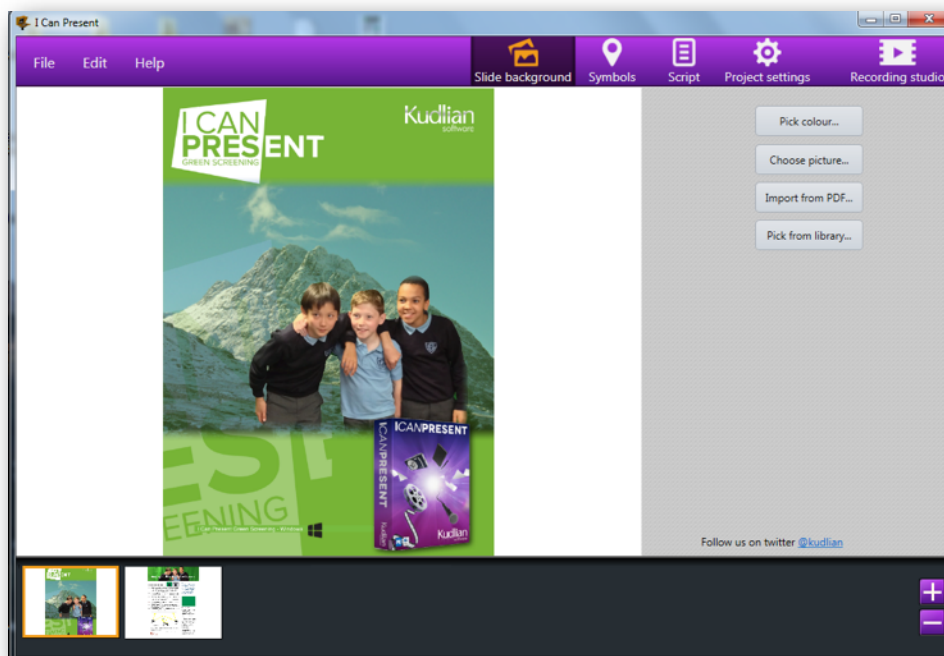 I Can Present
File Edit Help
Slide background Symbols Script Project settings Recording studio
I CAN
PRESENT
GREEN SCREENING
Kudlian
software
Pick colour...
Choose picture...
Import from PDF...
Pick from library...
ICANPRESENT
ICANPRESENT
EST
EENING
I Can Present Green Screening - Windows
Kudlian
software
Follow us on twitter @kudlian